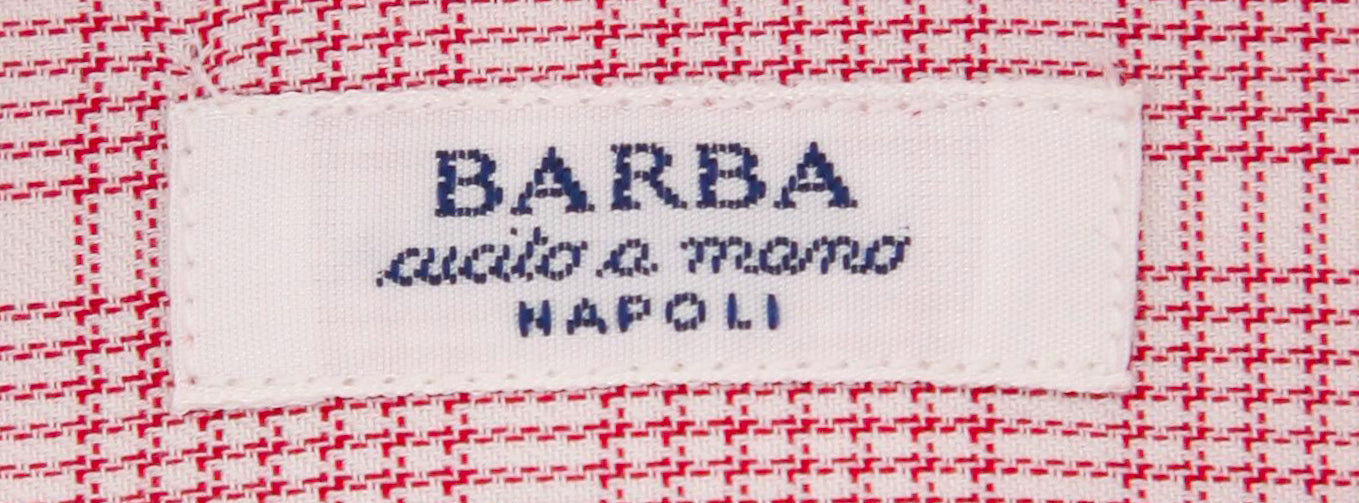 BARBA
cucito a mano
NAPOLI